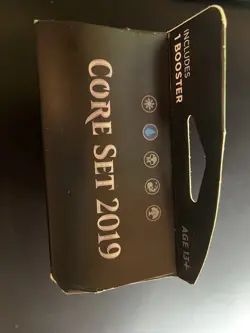 INCLUDES
1 BOOSTER
CORE SET 2019
AGE 13+